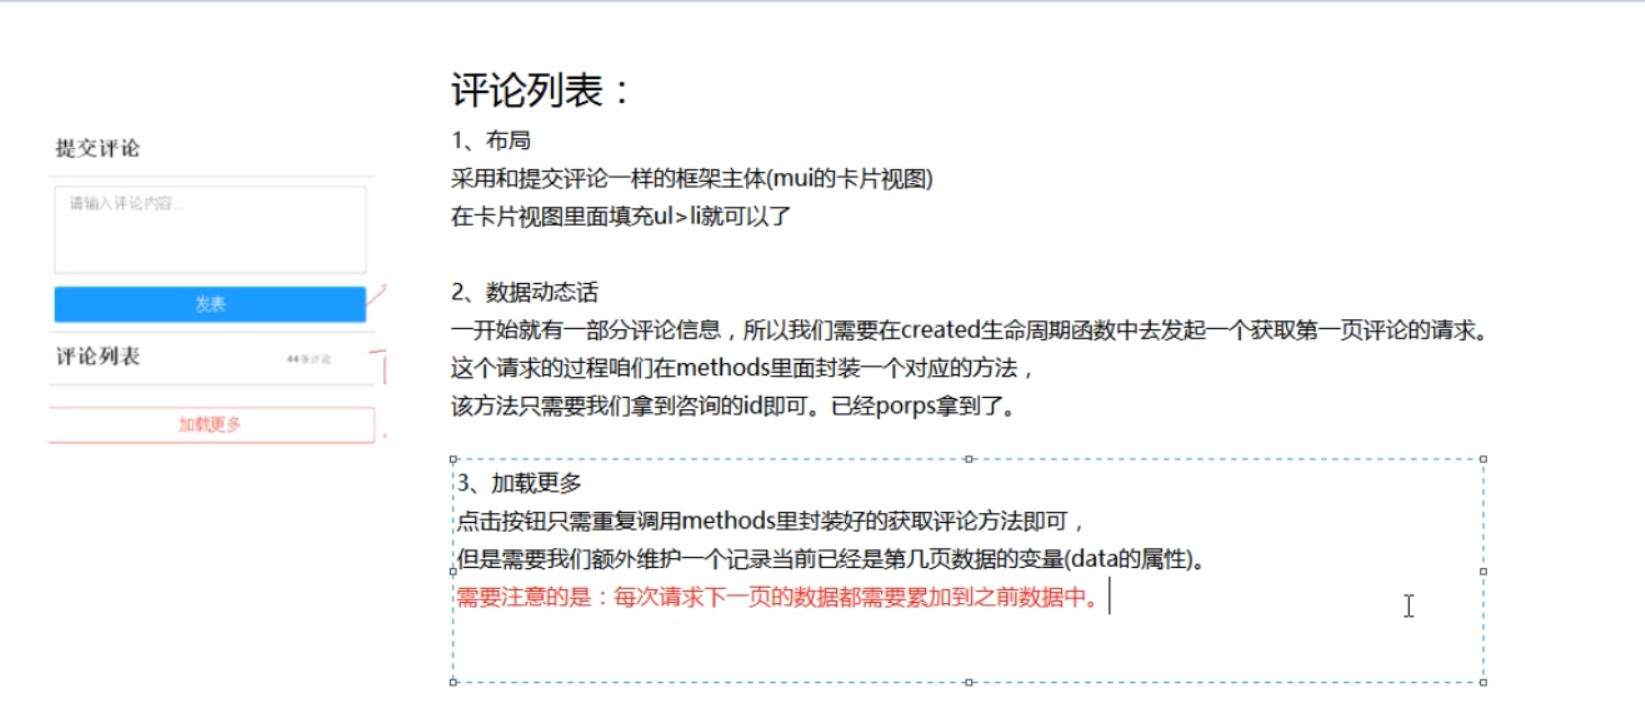 提交评论
请输入评论内容...
发表
评论列表
44条评论
加载更多
评论列表：
1、布局
采用和提交评论一样的框架主体(mui的卡片视图)
在卡片视图里面填充ul>li就可以了
2、数据动态话
一开始就有一部分评论信息，所以我们需要在created生命周期函数中去发起一个获取第一页评论的请求。
这个请求的过程咱们在methods里面封装一个对应的方法，
该方法只需要我们拿到咨询的id即可。已经porps拿到了。
3、加载更多
点击按钮只需重复调用methods里封装好的获取评论方法即可，
但是需要我们额外维护一个记录当前已经是第几页数据的变量(data的属性)。
需要注意的是：每次请求下一页的数据都需要累加到之前数据中。